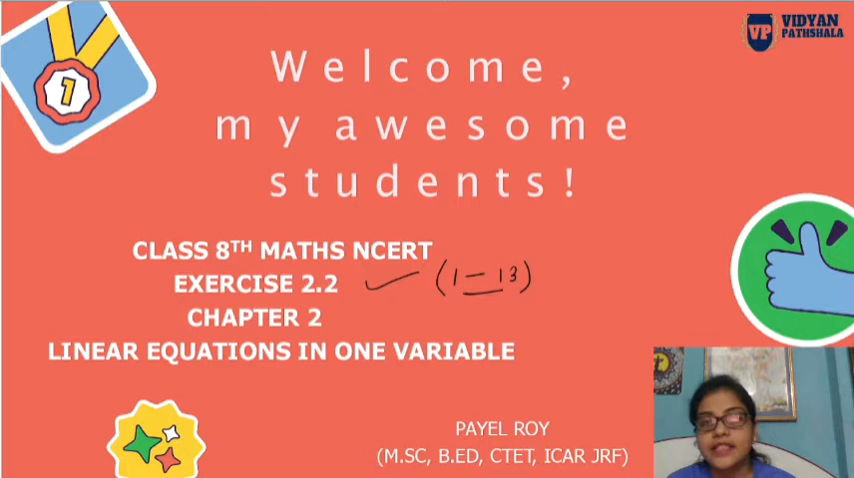 VIDYAN
PATHSHALA
VP
1
Welcome,
my awesome
students!
CLASS 8TH MATHS NCERT
EXERCISE 2.2 (1 – 13)
CHAPTER 2
LINEAR EQUATIONS IN ONE VARIABLE
PAYEL ROY
(M.SC, B.ED, CTET, ICAR JRF)